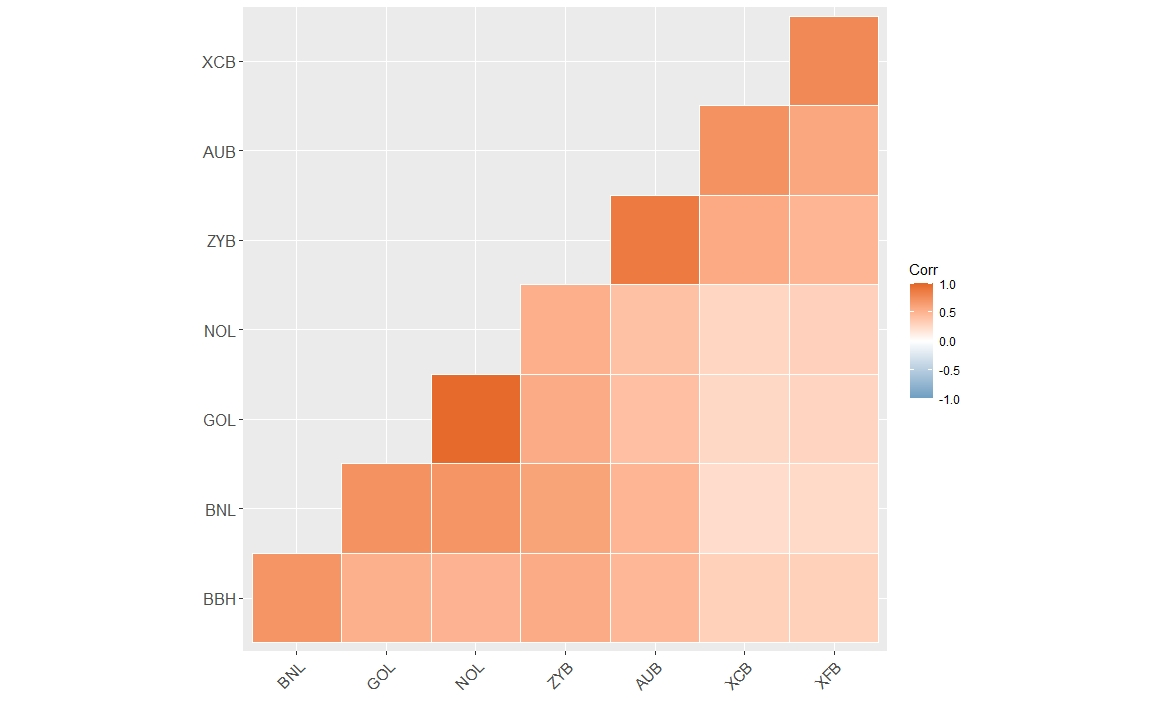 XCB
AUB
ZYB
NOL
GOL
BNL
BBH
BNL GOL NOL ZYB AUB XCB XFB
Corr
1.0
0.5
0.0
-0.5
-1.0